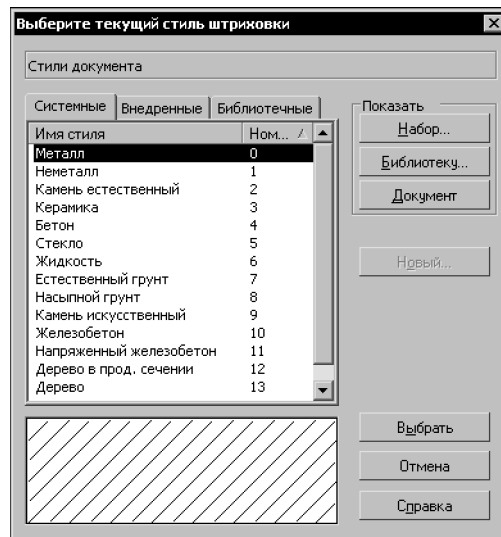 Выберите текущий стиль штриховки
Стили документа
Системные Внедренные Библиотечные
Имя стиля Ном...
Металл 0
Неметалл 1
Камень естественный 2
Керамика 3
Бетон 4
Стекло 5
Жидкость 6
Естественный грунт 7
Насыпной грунт 8
Камень искусственный 9
Железобетон 10
Напряженный железобетон 11
Дерево в прод. сечении 12
Дерево 13
Показать
Набор...
Библиотеку...
Документ
Новый...
Выбрать
Отмена
Справка